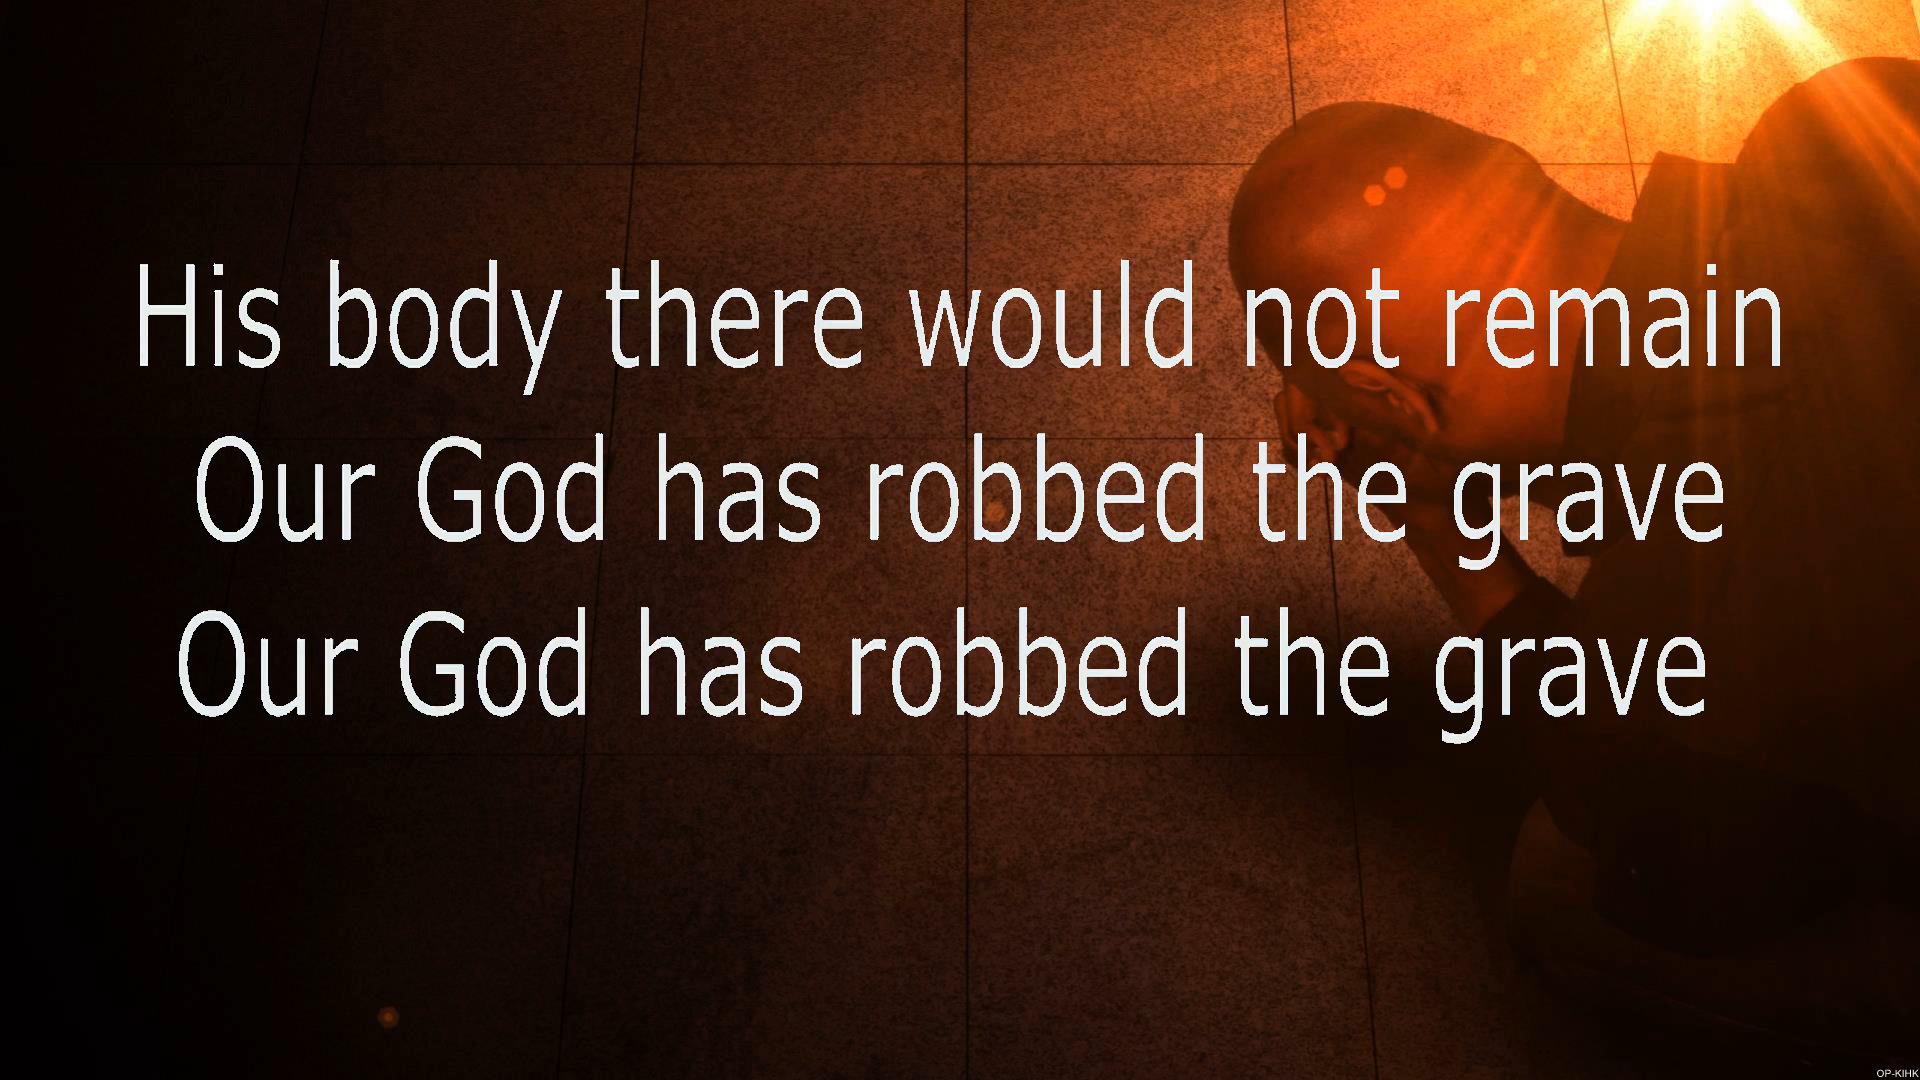 His body there would not remain
Our God has robbed the grave
Our God has robbed the grave
OP-KIHK